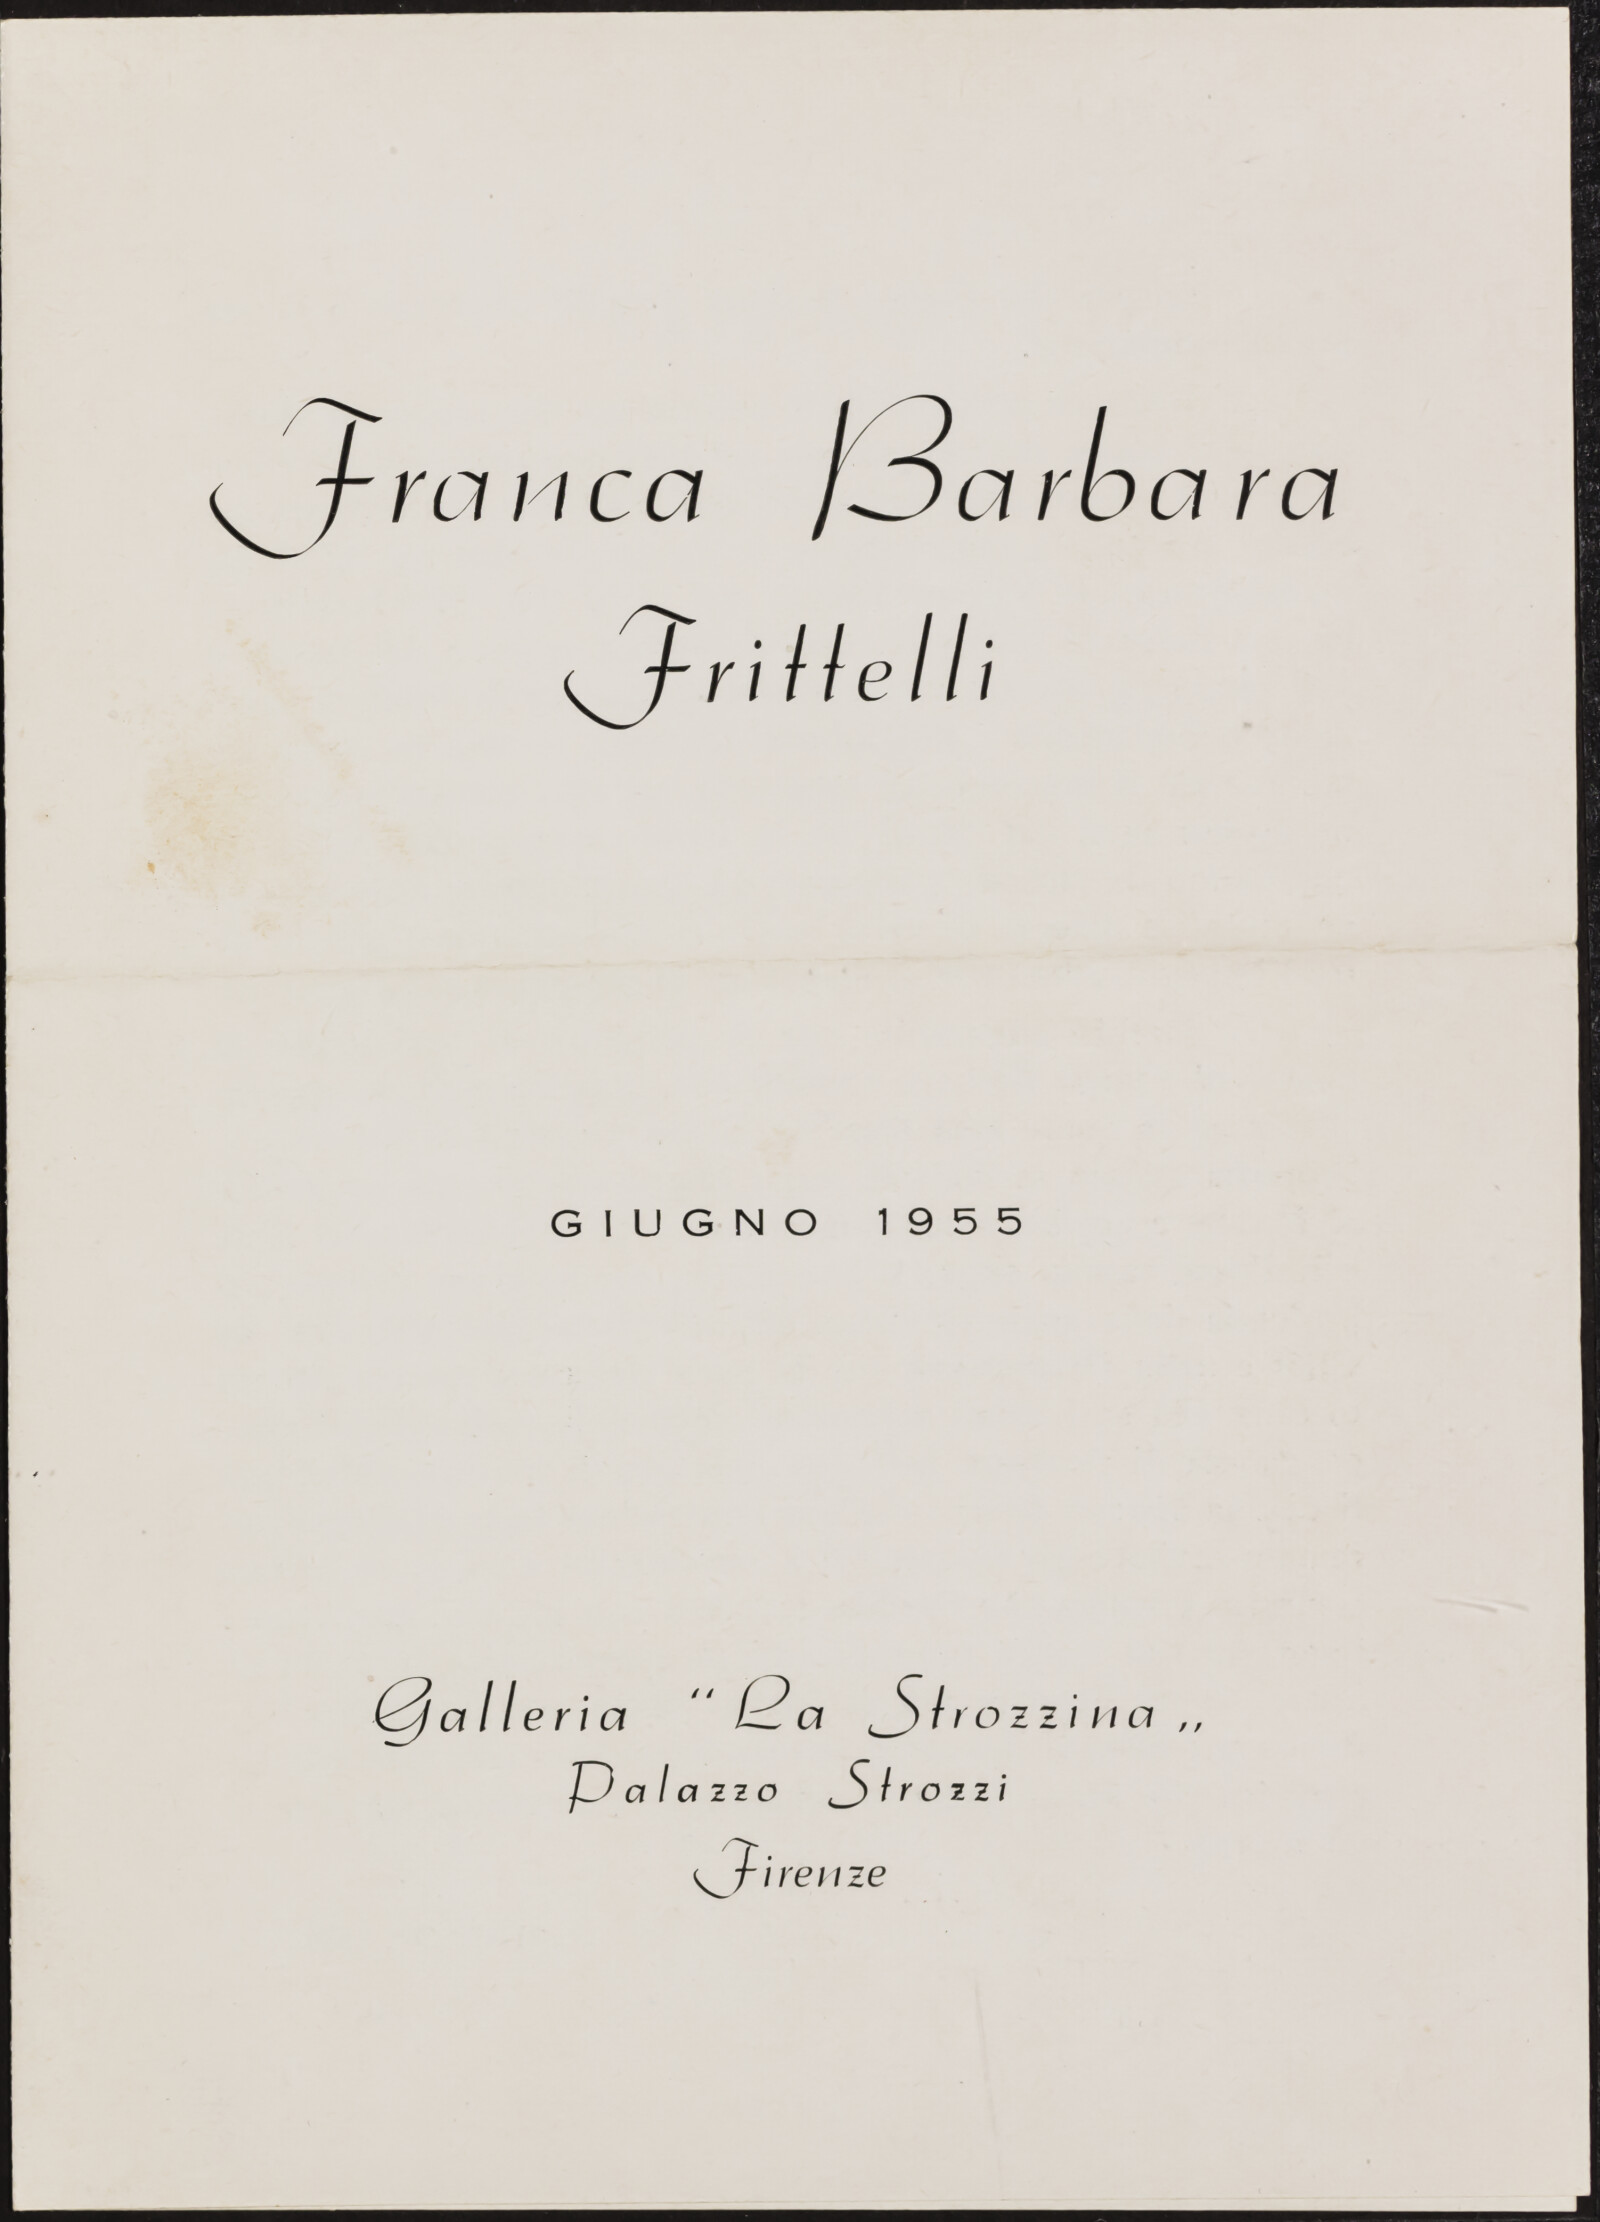 Franca Barbara
Frittelli
GIUGNO 1955
Galleria “La Strozzina„
Palazzo Strozzi
Firenze